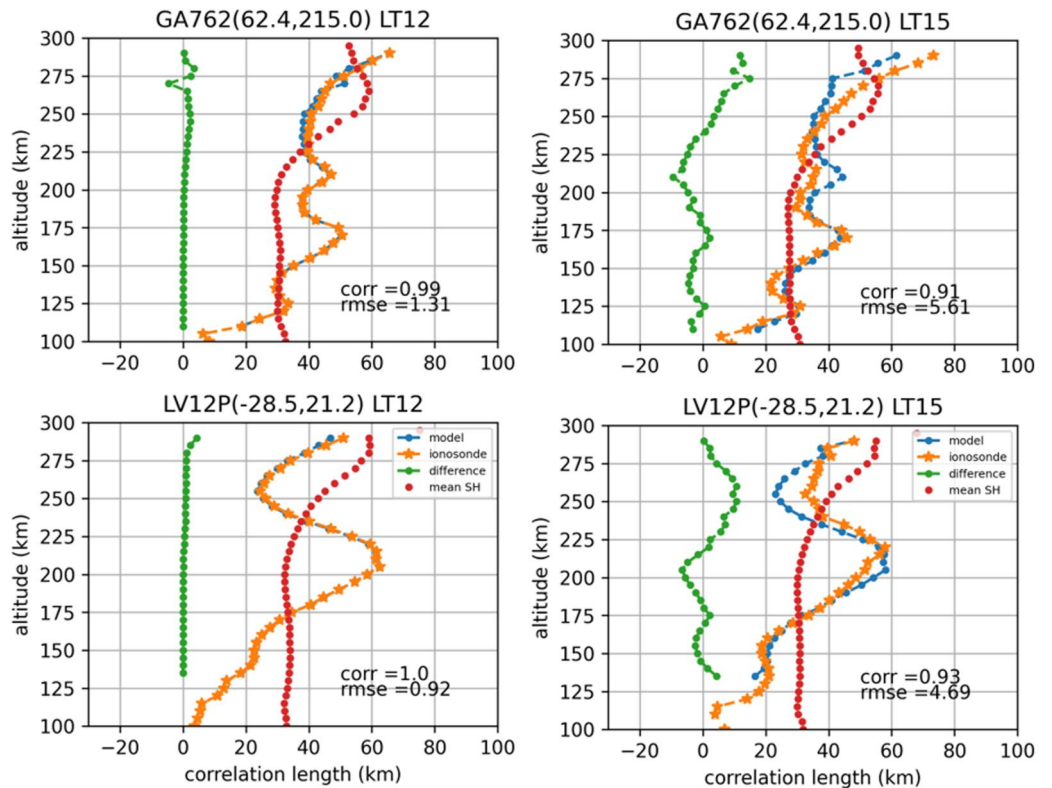 GA762(62.4,215.0) LT12
300
275
250
225
200
175
150
125
100
altitude (km)
corr =0.99
rmse =1.31
−20 0 20 40 60 80 100
GA762(62.4,215.0) LT15
300
275
250
225
200
175
150
125
100
altitude (km)
corr =0.91
rmse =5.61
−20 0 20 40 60 80 100
LV12P(-28.5,21.2) LT12
300
275
250
225
200
175
150
125
100
altitude (km)
model
ionosonde
difference
mean SH
corr =1.0
rmse =0.92
−20 0 20 40 60 80 100
correlation length (km)
LV12P(-28.5,21.2) LT15
300
275
250
225
200
175
150
125
100
altitude (km)
model
ionosonde
difference
mean SH
corr =0.93
rmse =4.69
−20 0 20 40 60 80 100
correlation length (km)